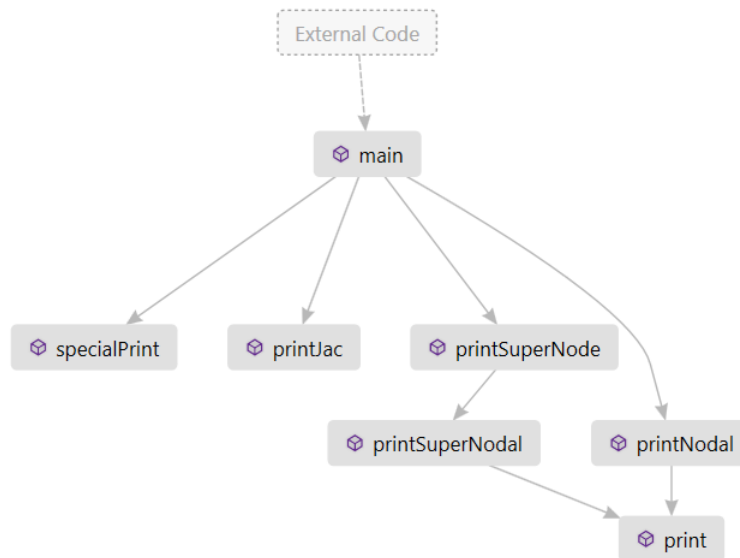 External Code
main
specialPrint
printJac
printSuperNode
printSuperNodal
printNodal
print